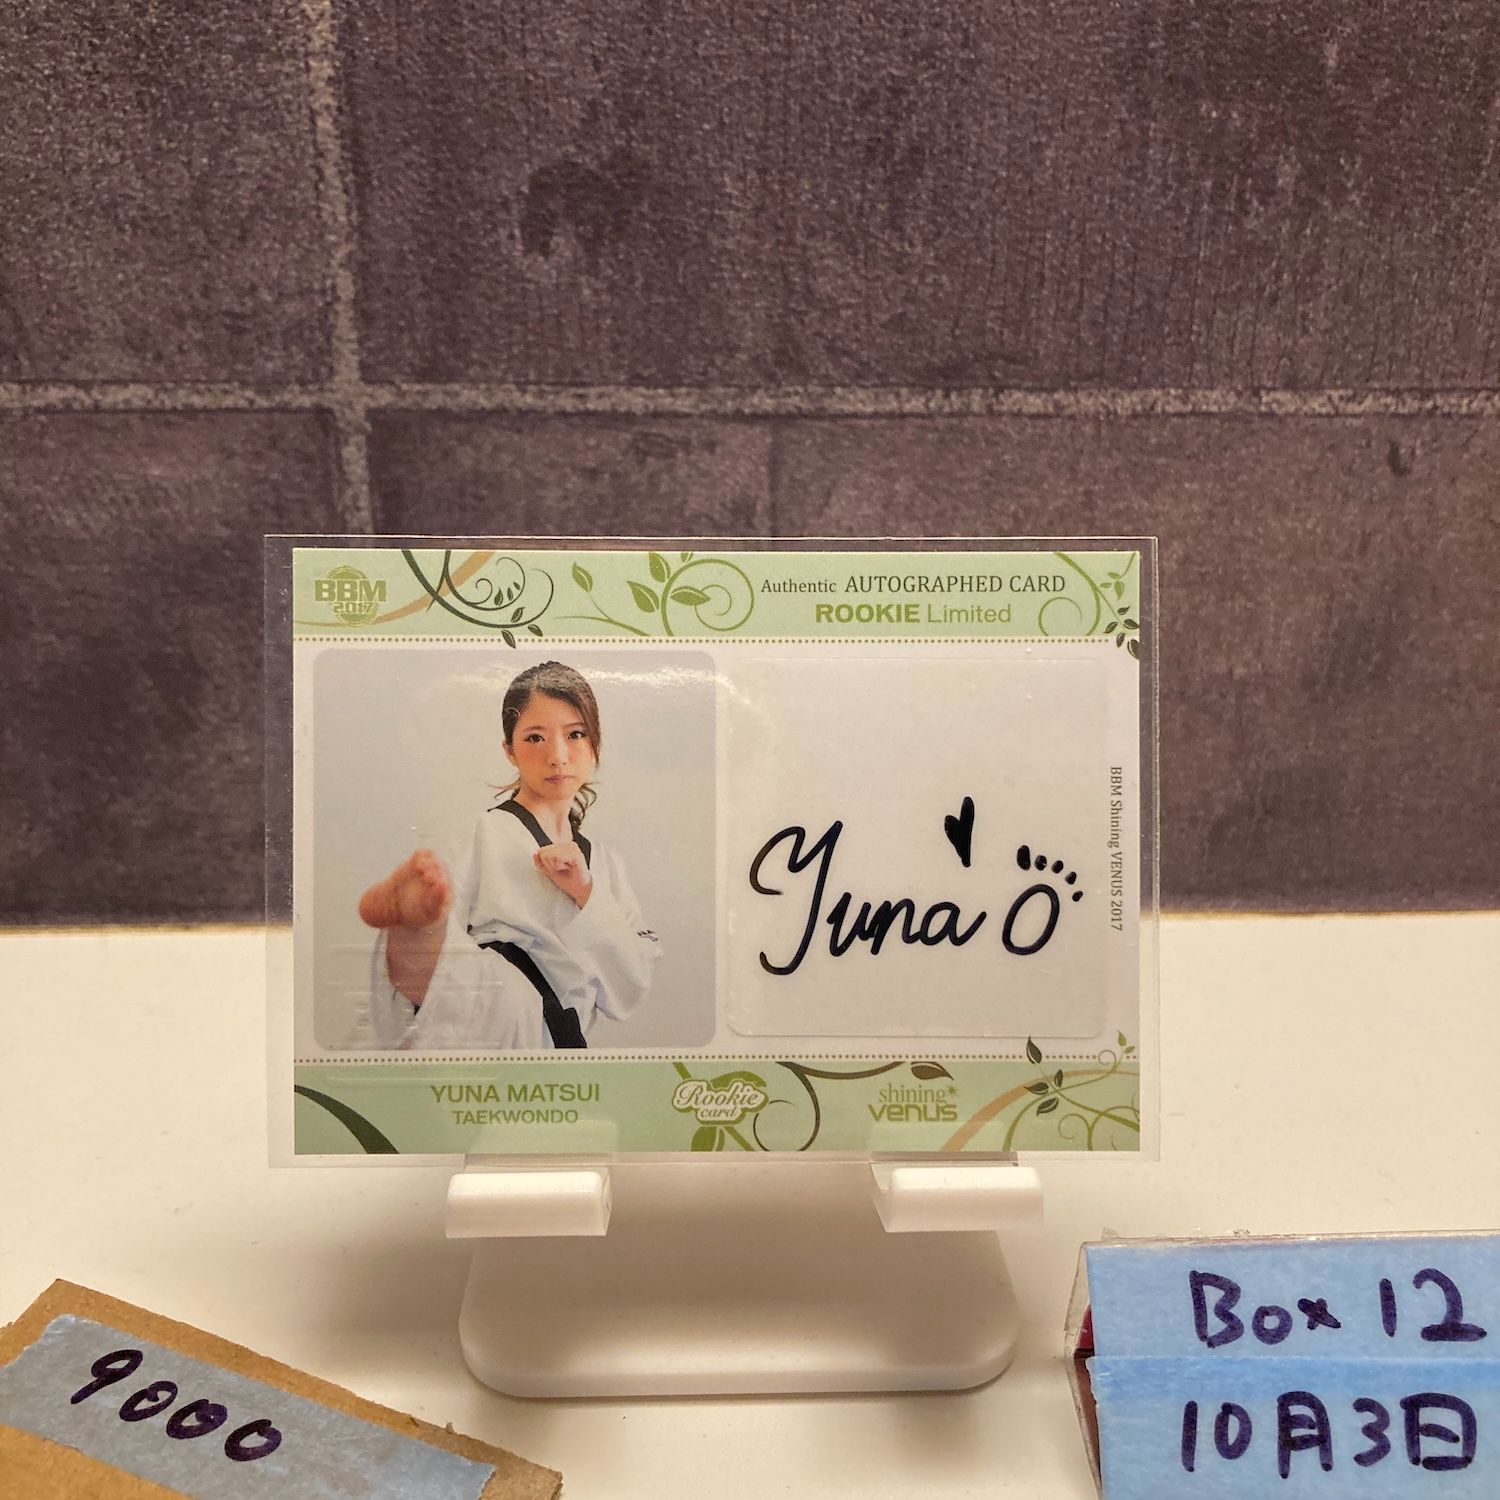 BBM
2017
Authentic AUTOGRAPHED CARD
ROOKIE Limited
Yuna
BBM Shining VENUS 2017
YUNA MATSUI
TAEKWONDO
Rookie
card
shining
venus
9000
Box 12
10月3日